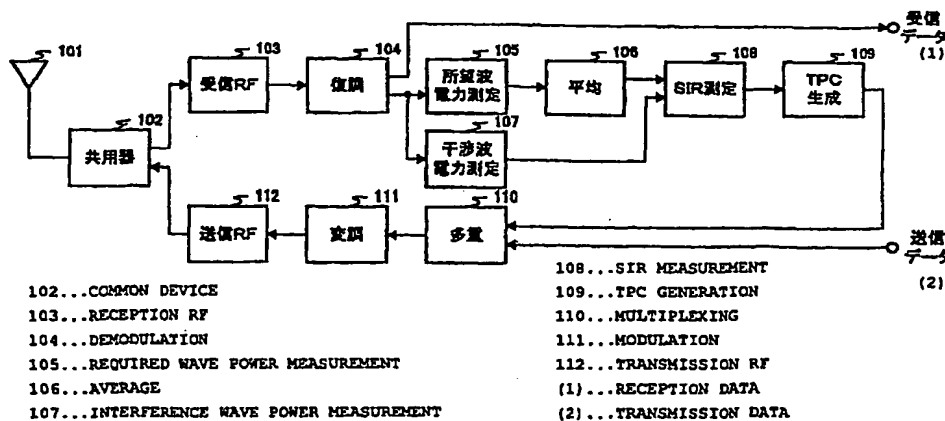 101
102
共用器
103
受信RF
104
復調
105
所望波
電力測定
106
平均
107
干渉波
電力測定
108
SIR測定
109
TPC
生成
受信
データ
(1)
112
送信RF
111
変調
110
多重
送信
データ
(2)
102...COMMON DEVICE
103...RECEPTION RF
104...DEMODULATION
105...REQUIRED WAVE POWER MEASUREMENT
106...AVERAGE
107...INTERFERENCE WAVE POWER MEASUREMENT
108...SIR MEASUREMENT
109...TPC GENERATION
110...MULTIPLEXING
111...MODULATION
112...TRANSMISSION RF
(1)...RECEPTION DATA
(2)...TRANSMISSION DATA